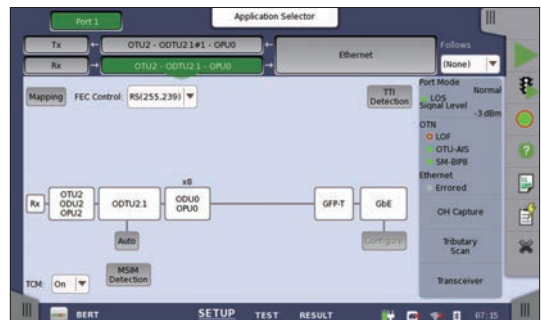 Port 1
Application Selector
Tx
OTU2 - ODTU2.1#1 - OPU0
Ethernet
Follows
Rx
OTU2 - ODTU2.1 - OPU0
(None)
Mapping
FEC Control:
RS(255.239)
TTI
Detection
Port Mode
Normal
LOS
Signal Level
-3 dBm
OTN
LOF
OTU-AIS
SM-BIP8
Ethernet
Errored
x8
Rx
OTU2
ODU2
OPU2
ODTU2.1
ODU0
OPU0
GFP-T
GbE
OH Capture
Auto
Configure
Tributary
Scan
TCM:
On
MSIM
Detection
Transceiver
BERT
SETUP
TEST
RESULT
07:15